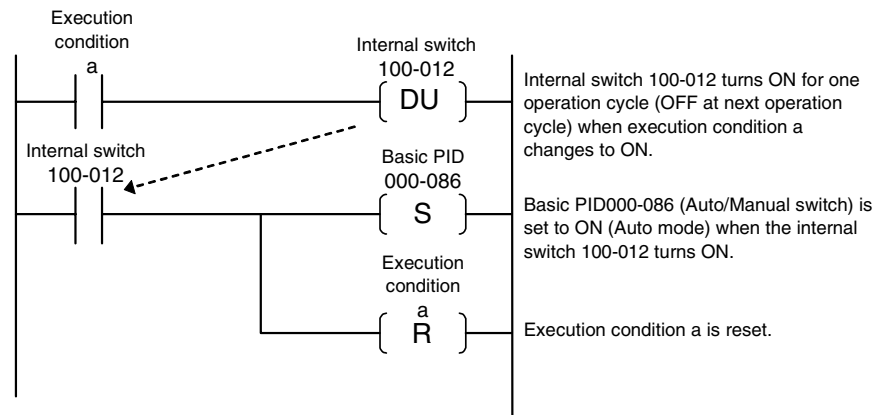 Execution
condition
a
Internal switch
100-012
DU
Internal switch 100-012 turns ON for one
operation cycle (OFF at next operation
cycle) when execution condition a
changes to ON.
Internal switch
100-012
Basic PID
000-086
S
Basic PID000-086 (Auto/Manual switch) is
set to ON (Auto mode) when the internal
switch 100-012 turns ON.
Execution
condition
a
R
Execution condition a is reset.